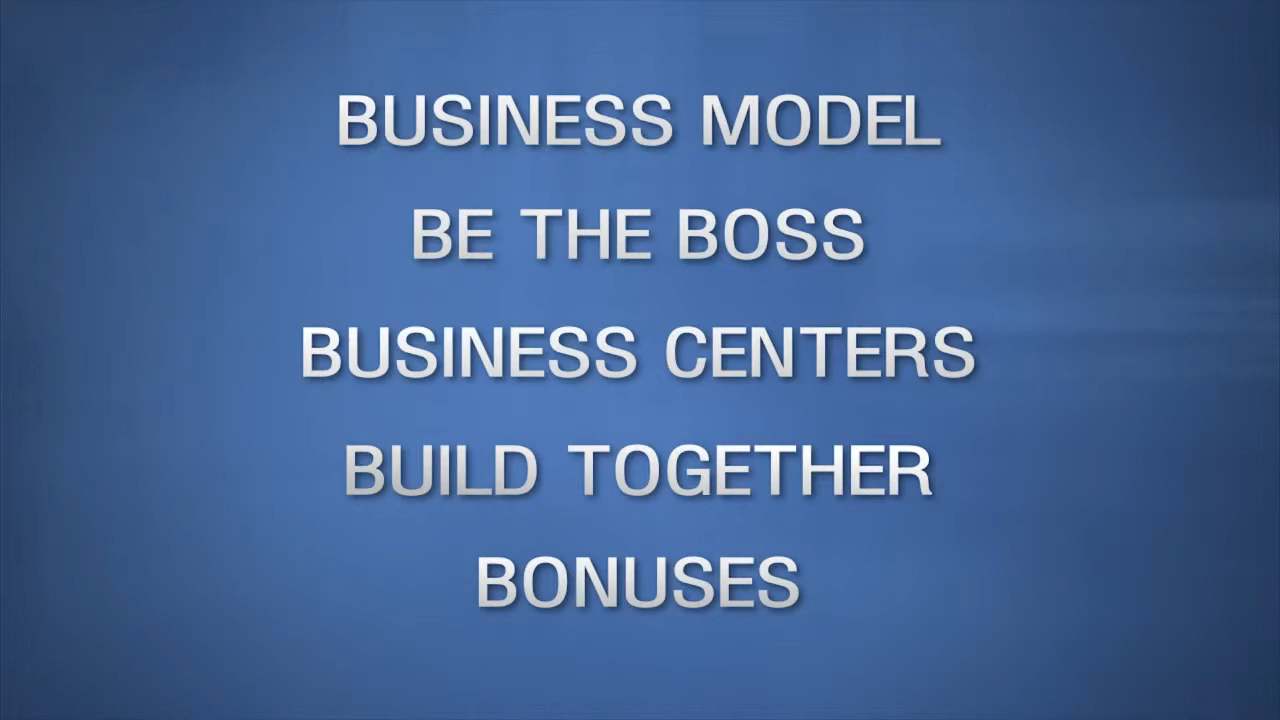 BUSINESS MODEL
BE THE BOSS
BUSINESS CENTERS
BUILD TOGETHER
BONUSES